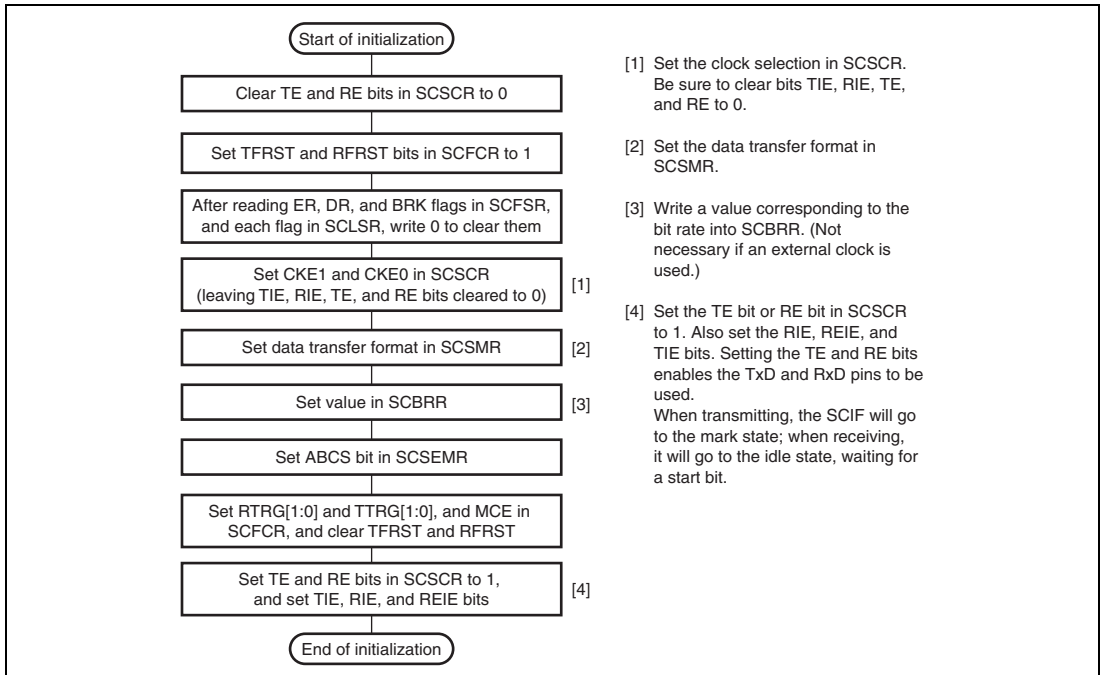 Start of initialization
Clear TE and RE bits in SCSCR to 0
Set TFRST and RFRST bits in SCFCR to 1
After reading ER, DR, and BRK flags in SCFSR,
and each flag in SCLSR, write 0 to clear them
Set CKE1 and CKE0 in SCSCR
(leaving TIE, RIE, TE, and RE bits cleared to 0)
[1]
Set data transfer format in SCSMR
[2]
Set value in SCBRR
[3]
Set ABCS bit in SCSEMR
Set RTRG[1:0] and TTRG[1:0], and MCE in
SCFCR, and clear TFRST and RFRST
Set TE and RE bits in SCSCR to 1,
and set TIE, RIE, and REIE bits
[4]
End of initialization
[1] Set the clock selection in SCSCR.
Be sure to clear bits TIE, RIE, TE,
and RE to 0.
[2] Set the data transfer format in
SCSMR.
[3] Write a value corresponding to the
bit rate into SCBRR. (Not
necessary if an external clock is
used.)
[4] Set the TE bit or RE bit in SCSCR
to 1. Also set the RIE, REIE, and
TIE bits. Setting the TE and RE bits
enables the TxD and RxD pins to be
used.
When transmitting, the SCIF will go
to the mark state; when receiving,
it will go to the idle state, waiting for
a start bit.